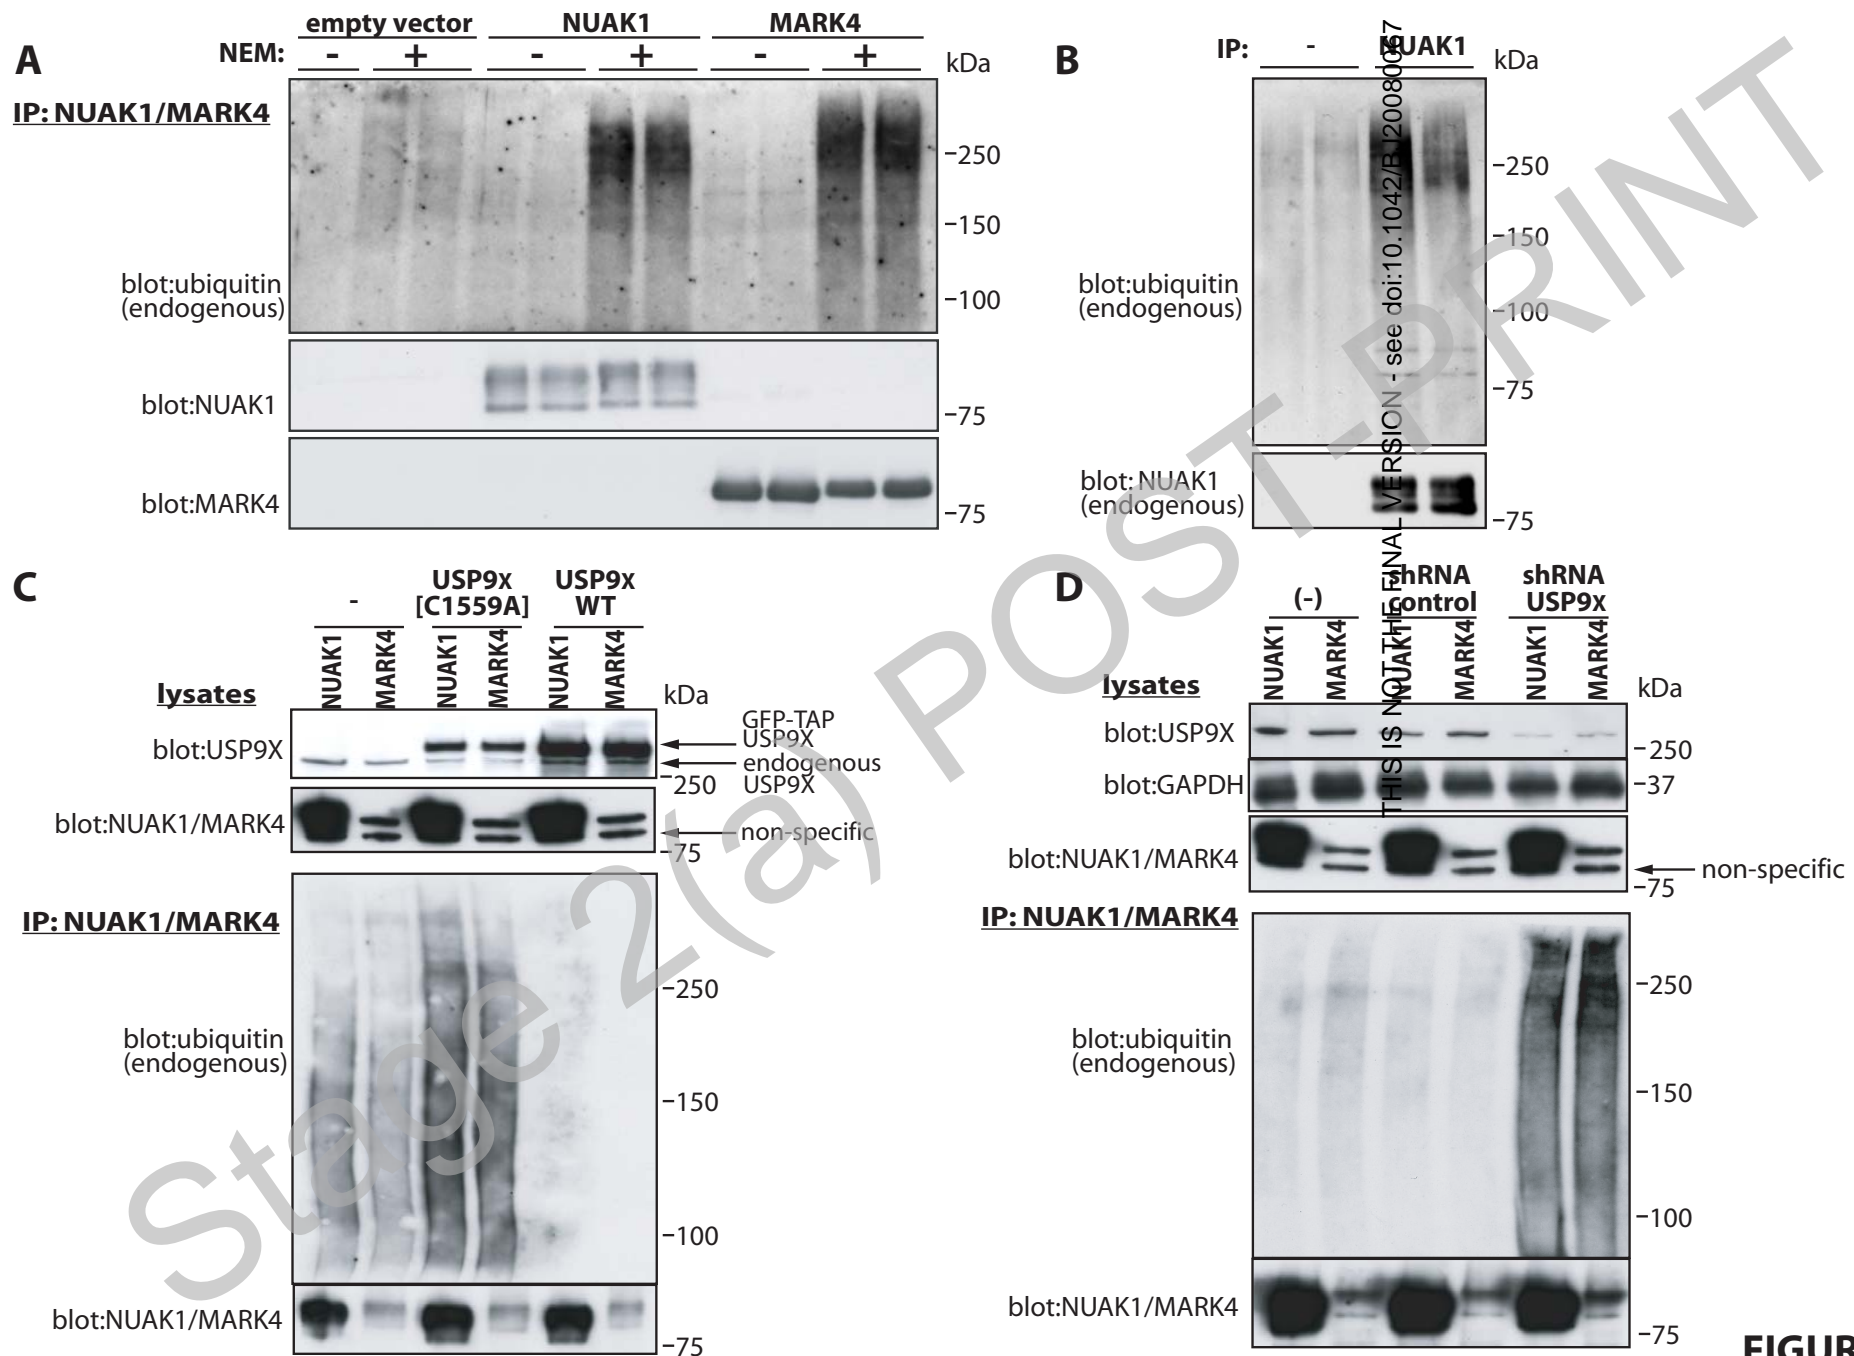 A
empty vector NUAK1 MARK4
NEM: - + - + - + kDa
IP: NUAK1/MARK4
-250
-150
blot:ubiquitin
(endogenous)
-100
blot:NUAK1
-75
blot:MARK4
-75
B
IP: - NUAK1 kDa
-250
-150
blot:ubiquitin
(endogenous)
-100
-75
blot: NUAK1
(endogenous)
-75
C
- USP9x [C1559A] USP9x WT
NUAK1 MARK4 NUAK1 MARK4 NUAK1 MARK4
lysates kDa
blot:USP9X
GFP-TAP
USP9X
endogenous
USP9X
-250
blot:NUAK1/MARK4
non-specific
-75
IP: NUAK1/MARK4
-250
blot:ubiquitin
(endogenous)
-150
-100
blot:NUAK1/MARK4
-75
D
(-) shRNA control shRNA USP9x
NUAK1 MARK4 NUAK1 MARK4 NUAK1 MARK4
lysates kDa
blot:USP9X
-250
blot:GAPDH -37
blot:NUAK1/MARK4
non-specific
-75
IP: NUAK1/MARK4
-250
blot:ubiquitin
(endogenous)
-150
-100
blot:NUAK1/MARK4
-75
THIS IS NOT THE FINAL VERSION - see doi:10.1042/BJ20080067
Stage 2(a) POST-PRINT
FIGUR